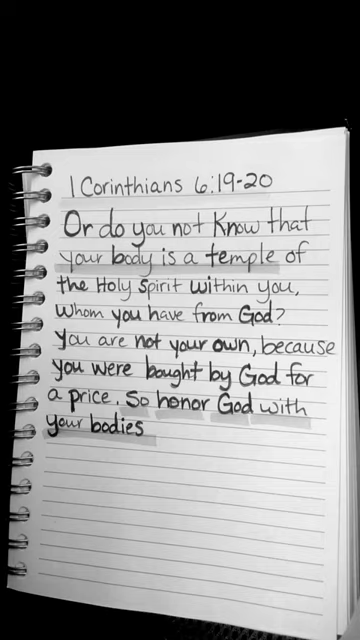 1 Corinthians 6:19-20
Or do you not Know that
your body is a temple of
the Holy Spirit within you,
whom you have from God?
You are not your own, because
you were bought by God for
a price. So honor God with
your bodies